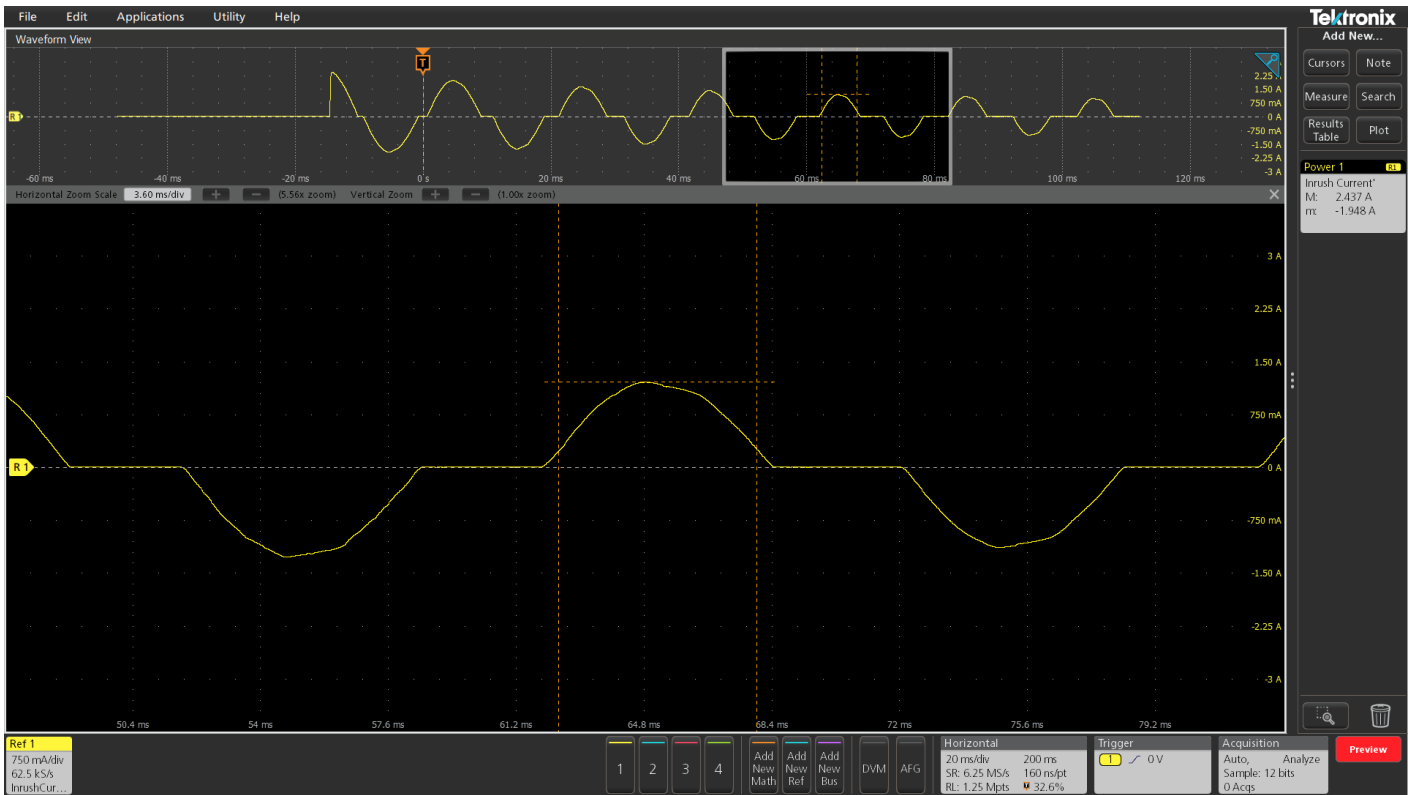 File Edit Applications Utility Help
Tektronix
Waveform View
Add New...
T
2.25 A
1.50 A
750 mA
0 A
-750 mA
-1.50 A
-2.25 A
-3 A
R 1
-60 ms -40 ms -20 ms 0 s 20 ms 40 ms 60 ms 80 ms 100 ms 120 ms
Horizontal Zoom Scale 3.60 ms/div + − (5.56x zoom) Vertical Zoom + − (1.00x zoom)
3 A
2.25 A
1.50 A
750 mA
R 1 0 A
-750 mA
-1.50 A
-2.25 A
-3 A
50.4 ms 54 ms 57.6 ms 61.2 ms 64.8 ms 68.4 ms 72 ms 75.6 ms 79.2 ms
Cursors Note
Measure Search
Results Table Plot
Power 1 R1
Inrush Current'
M: 2.437 A
m: -1.948 A
Ref 1
750 mA/div
62.5 kS/s
InrushCur...
1 2 3 4
Add New Math
Add New Ref
Add New Bus
DVM AFG
Horizontal
20 ms/div 200 ms
SR: 6.25 MS/s 160 ns/pt
RL: 1.25 Mpts 32.6%
Trigger
1 0 V
Acquisition
Auto, Analyze
Sample: 12 bits
0 Acqs
Preview